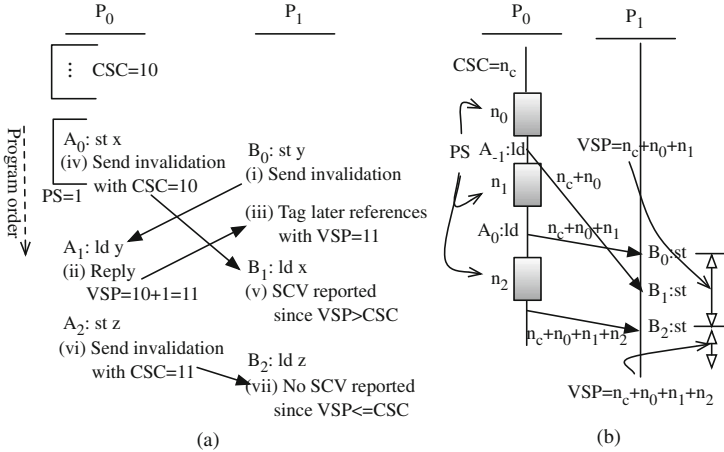 P0
P1
⋮ CSC=10
Program order
A0: st x
(iv) Send invalidation
with CSC=10
PS=1
B0: st y
(i) Send invalidation
(iii) Tag later references
with VSP=11
A1: ld y
(ii) Reply
VSP=10+1=11
B1: ld x
(v) SCV reported
since VSP>CSC
A2: st z
(vi) Send invalidation
with CSC=11
B2: ld z
(vii) No SCV reported
since VSP<=CSC
(a)
P0
P1
CSC=nc
n0
VSP=nc+n0+n1
PS
A-1:ld
nc+n0
n1
A0:ld
nc+n0+n1
B0:st
n2
B1:st
B2:st
nc+n0+n1+n2
VSP=nc+n0+n1+n2
(b)